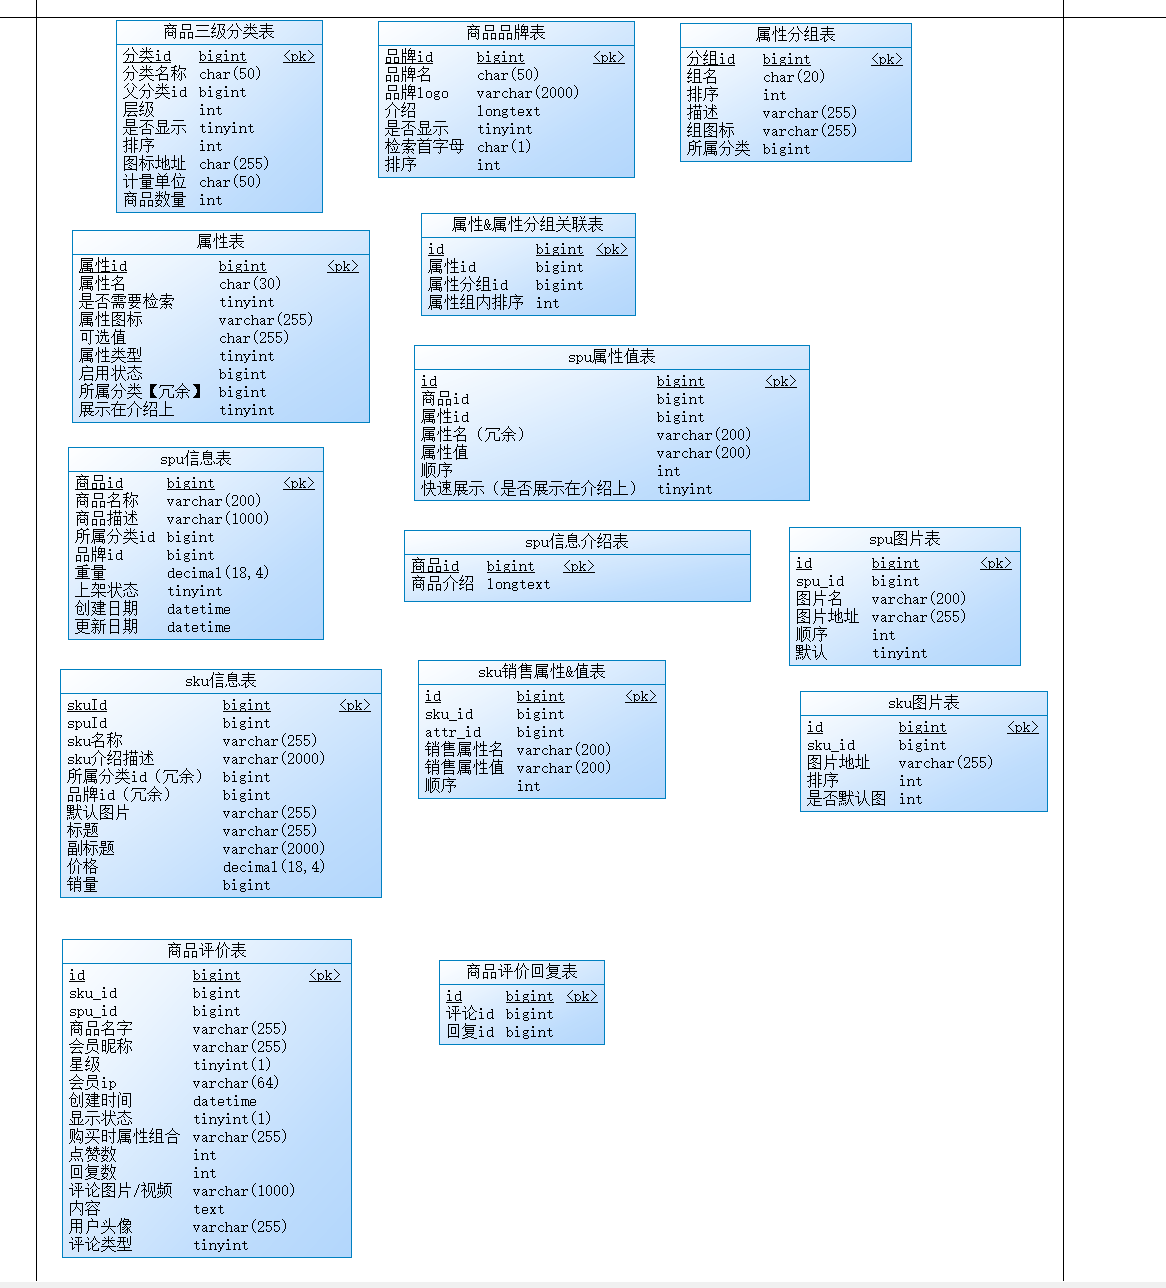 商品三级分类表
分类id bigint <pk>
分类名称 char(50)
父分类id bigint
层级 int
是否显示 tinyint
排序 int
图标地址 char(255)
计量单位 char(50)
商品数量 int
商品品牌表
品牌id bigint <pk>
品牌名 char(50)
品牌logo varchar(2000)
介绍 longtext
是否显示 tinyint
检索首字母 char(1)
排序 int
属性分组表
分组id bigint <pk>
组名 char(20)
排序 int
描述 varchar(255)
组图标 varchar(255)
所属分类 bigint
属性表
属性id bigint <pk>
属性名 char(30)
是否需要检索 tinyint
属性图标 varchar(255)
可选值 char(255)
属性类型 tinyint
启用状态 bigint
所属分类【冗余】 bigint
展示在介绍上 tinyint
属性&属性分组关联表
id bigint <pk>
属性id bigint
属性分组id bigint
属性组内排序 int
spu属性值表
id bigint <pk>
商品id bigint
属性id bigint
属性名（冗余） varchar(200)
属性值 varchar(200)
顺序 int
快速展示（是否展示在介绍上） tinyint
spu信息表
商品id bigint <pk>
商品名称 varchar(200)
商品描述 varchar(1000)
所属分类id bigint
品牌id bigint
重量 decimal(18,4)
上架状态 tinyint
创建日期 datetime
更新日期 datetime
spu信息介绍表
商品id bigint <pk>
商品介绍 longtext
spu图片表
id bigint <pk>
spu_id bigint
图片名 varchar(200)
图片地址 varchar(255)
顺序 int
默认 tinyint
sku信息表
skuId bigint <pk>
spuId bigint
sku名称 varchar(255)
sku介绍描述 varchar(2000)
所属分类id（冗余） bigint
品牌id（冗余） bigint
默认图片 varchar(255)
标题 varchar(255)
副标题 varchar(2000)
价格 decimal(18,4)
销量 bigint
sku销售属性&值表
id bigint <pk>
sku_id bigint
attr_id bigint
销售属性名 varchar(200)
销售属性值 varchar(200)
顺序 int
sku图片表
id bigint <pk>
sku_id bigint
图片地址 varchar(255)
排序 int
是否默认图 int
商品评价表
id bigint <pk>
sku_id bigint
spu_id bigint
商品名字 varchar(255)
会员昵称 varchar(255)
星级 tinyint(1)
会员ip varchar(64)
创建时间 datetime
显示状态 tinyint(1)
购买时属性组合 varchar(255)
点赞数 int
回复数 int
评论图片/视频 varchar(1000)
内容 text
用户头像 varchar(255)
评论类型 tinyint
商品评价回复表
id bigint <pk>
评论id bigint
回复id bigint